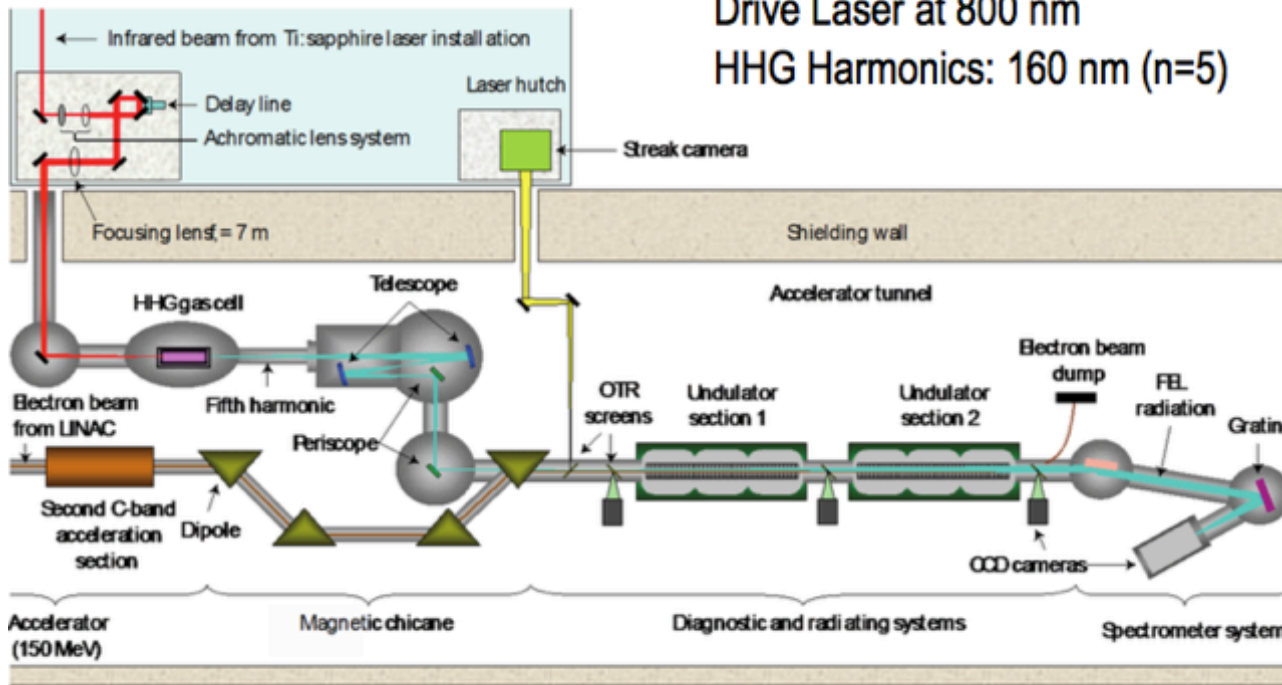 Drive Laser at 800 nm
HHG Harmonics: 160 nm (n=5)
Infrared beam from Ti:sapphire laser installation
Laser hutch
Delay line
Achromatic lens system
Streak camera
Focusing lens, f = 7 m
Shielding wall
Telescope
HHG gas cell
Accelerator tunnel
Electron beam
dump
FEL
radiation
OTR
screens
Undulator
section 1
Undulator
section 2
Fifth harmonic
Electron beam
from LINAC
Periscope
Gratin
Second C-band
acceleration
section
Dipole
CCD cameras
Accelerator
(150 MeV)
Magnetic chicane
Diagnostic and radiating systems
Spectrometer system